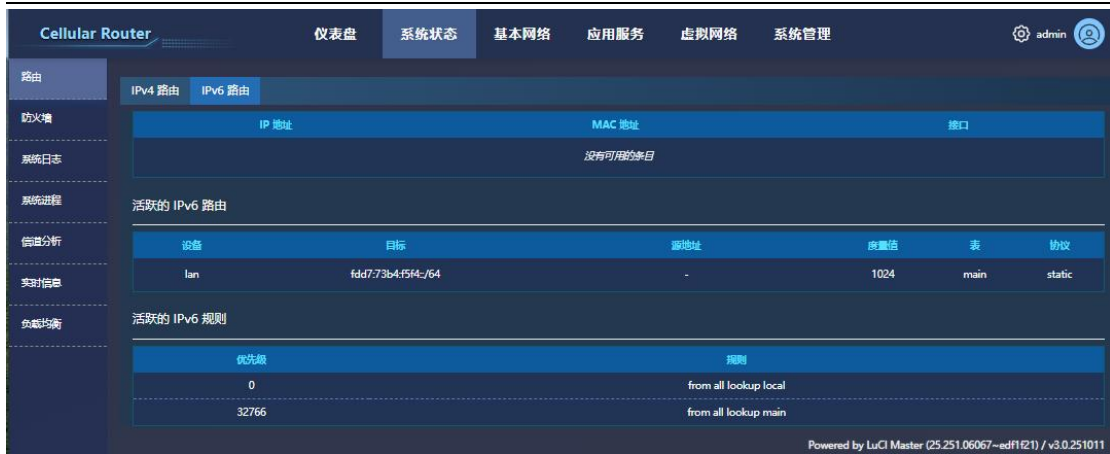 Cellular Router 仪表盘 系统状态 基本网络 应用服务 虚拟网络 系统管理 admin
路由
防火墙
系统日志
系统进程
信道分析
实时信息
负载均衡
IPv4 路由 IPv6 路由
IP 地址 MAC 地址 接口
没有可用的条目
活跃的 IPv6 路由
设备 目标 源地址 度量值 表 协议
lan fdd7:73b4:f5f4::/64 - 1024 main static
活跃的 IPv6 规则
优先级 规则
0 from all lookup local
32766 from all lookup main
Powered by LuCI Master (25.251.06067~edf1f21) / v3.0.251011